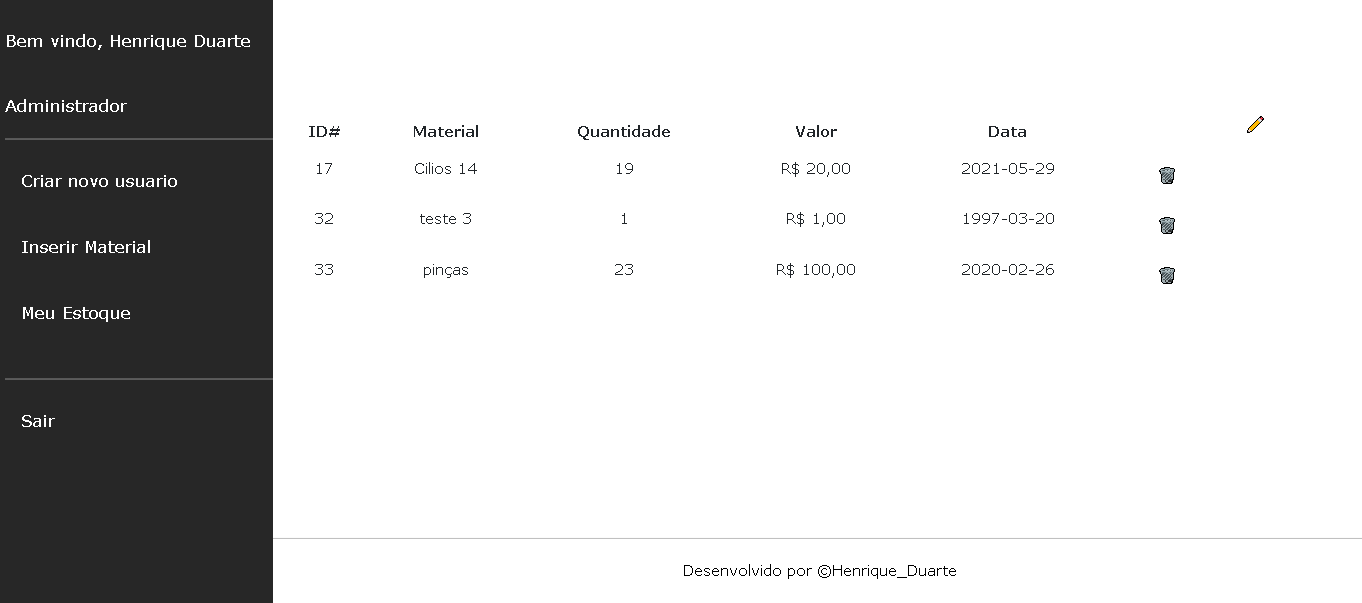 Bem vindo, Henrique Duarte
Administrador
Criar novo usuario
Inserir Material
Meu Estoque
Sair
ID# Material Quantidade Valor Data
17 Cilios 14 19 R$ 20,00 2021-05-29
32 teste 3 1 R$ 1,00 1997-03-20
33 pinças 23 R$ 100,00 2020-02-26
Desenvolvido por ©Henrique_Duarte